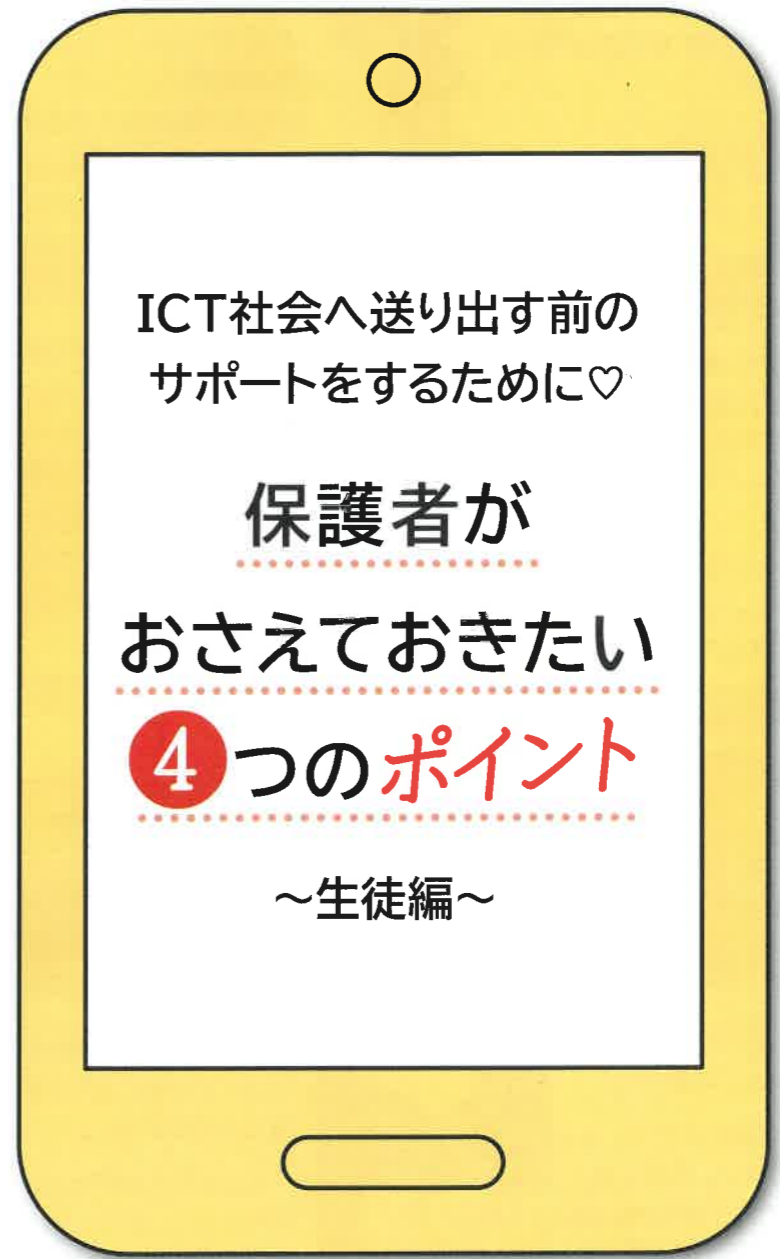 ICT社会へ送り出す前の
サポートをするために♡
保護者が
おさえておきたい
4つのポイント
～生徒編～